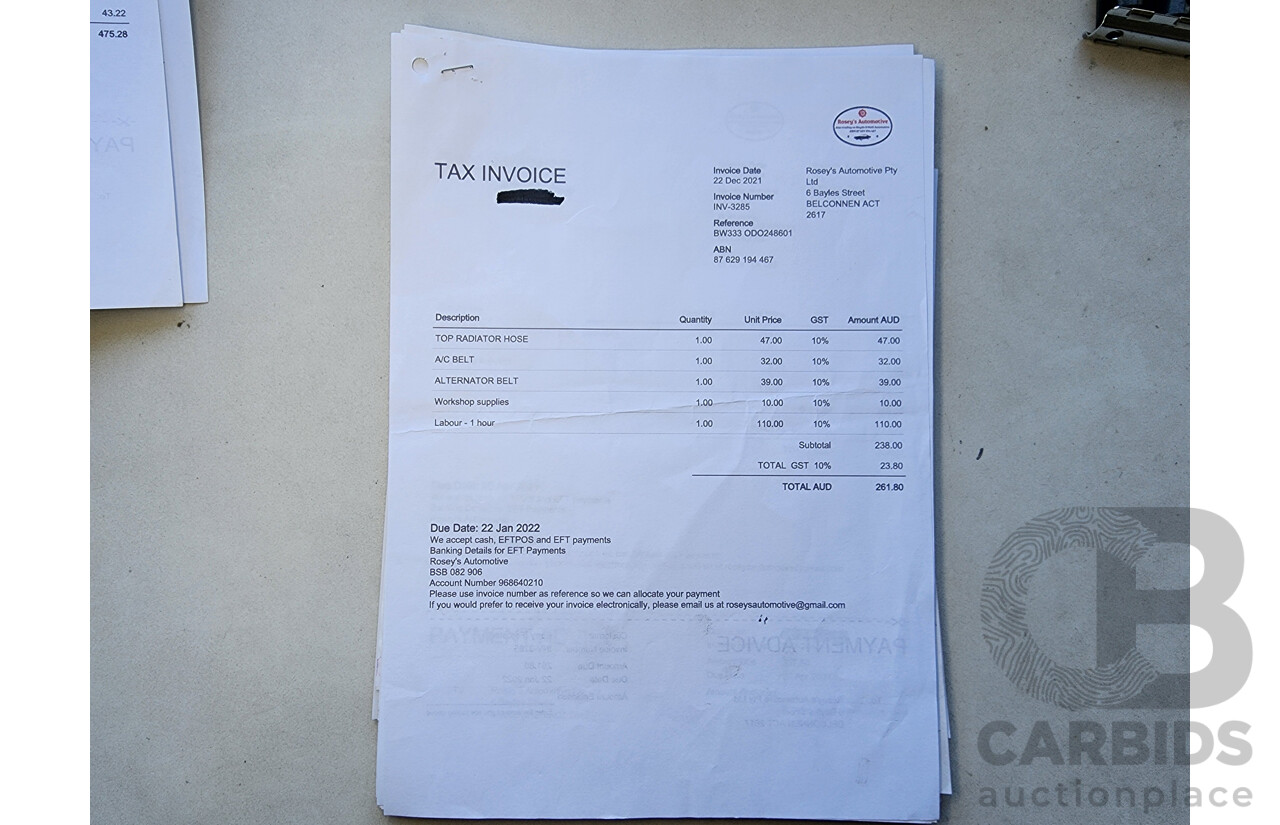 43.22
475.28
Rosey's Automotive
TAX INVOICE
Invoice Date
22 Dec 2021
Invoice Number
INV-3285
Reference
BW333 ODO248601
ABN
87 629 194 467
Rosey's Automotive Pty
Ltd
6 Bayles Street
BELCONNEN ACT
2617
Description Quantity Unit Price GST Amount AUD
TOP RADIATOR HOSE 1.00 47.00 10% 47.00
A/C BELT 1.00 32.00 10% 32.00
ALTERNATOR BELT 1.00 39.00 10% 39.00
Workshop supplies 1.00 10.00 10% 10.00
Labour - 1 hour 1.00 110.00 10% 110.00
Subtotal 238.00
TOTAL GST 10% 23.80
TOTAL AUD 261.80
Due Date: 22 Jan 2022
We accept cash, EFTPOS and EFT payments
Banking Details for EFT Payments
Rosey's Automotive
BSB 082 906
Account Number 968640210
Please use invoice number as reference so we can allocate your payment
If you would prefer to receive your invoice electronically, please email us at roseysautomotive@gmail.com
PAYMENT ADVICE
CB
CARBIDS
auctionplace